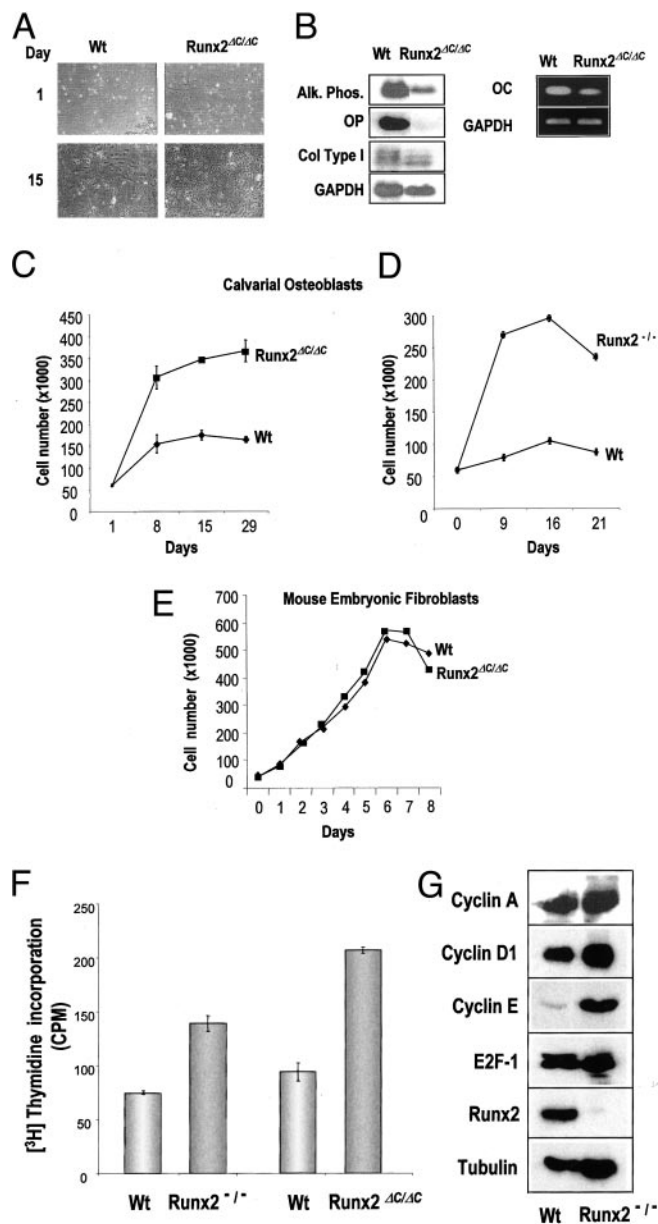 A
Day
Wt
Runx2ΔC/ΔC
1
15
B
Wt Runx2ΔC/ΔC
Alk. Phos.
OP
Col Type I
GAPDH
Wt Runx2ΔC/ΔC
OC
GAPDH
Calvarial Osteoblasts
C
Cell number (x1000)
450
400
350
300
250
200
150
100
50
0
Runx2ΔC/ΔC
Wt
1 8 15 29
Days
D
Cell number (x1000)
300
250
200
150
100
50
0
Runx2 -/-
Wt
0 9 16 21
Days
E
Mouse Embryonic Fibroblasts
Cell number (x1000)
700
600
500
400
300
200
100
0
Wt
Runx2ΔC/ΔC
0 1 2 3 4 5 6 7 8
Days
F
[3H] Thymidine incorporation
(CPM)
250
200
150
100
50
0
Wt Runx2 -/- Wt Runx2 ΔC/ΔC
G
Cyclin A
Cyclin D1
Cyclin E
E2F-1
Runx2
Tubulin
Wt Runx2 -/-